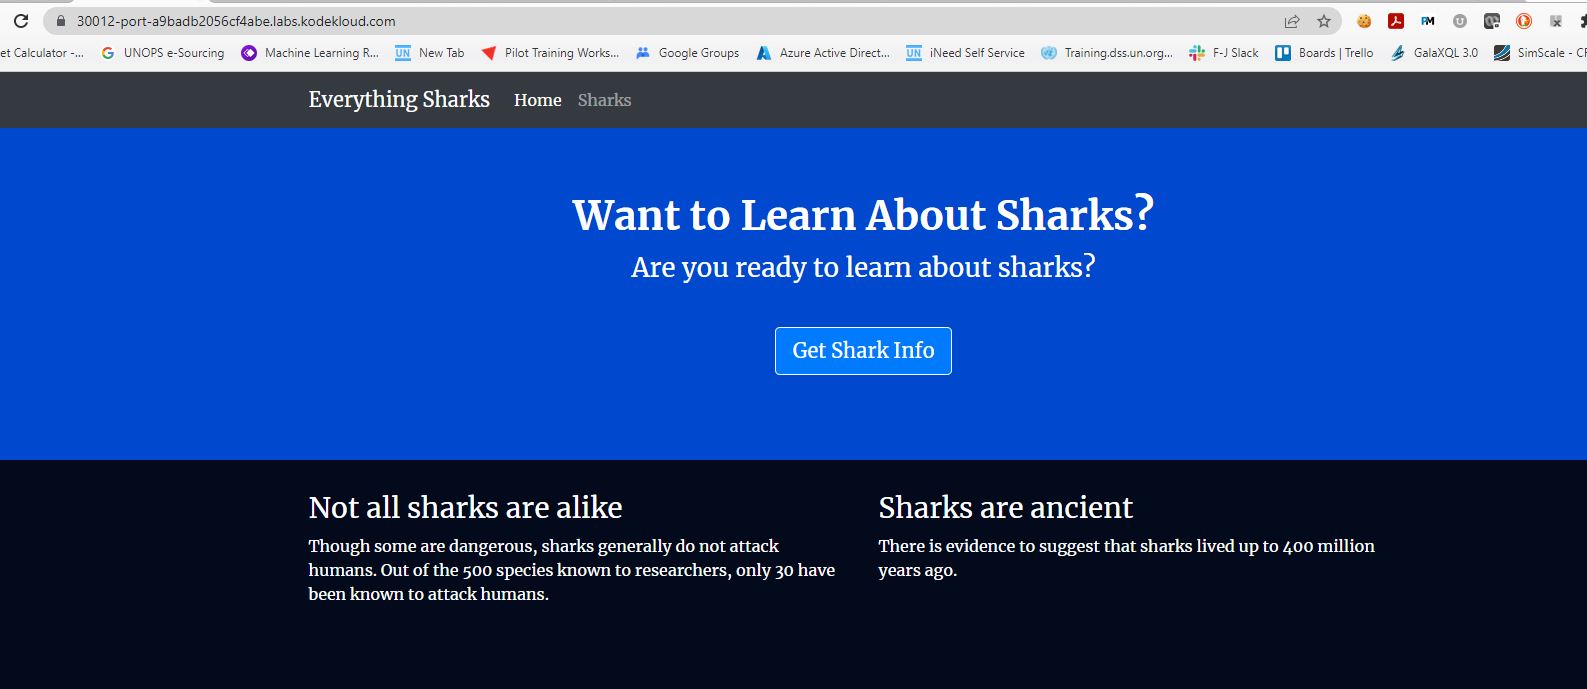 30012-port-a9badb2056cf4abe.labs.kodekloud.com
et Calculator -... UNOPS e-Sourcing Machine Learning R... UN New Tab Pilot Training Works... Google Groups Azure Active Direct... UN iNeed Self Service Training.dss.un.org... F-J Slack Boards | Trello GalaXQL 3.0 SimScale - CF
Everything Sharks Home Sharks
Want to Learn About Sharks?
Are you ready to learn about sharks?
Get Shark Info
Not all sharks are alike
Though some are dangerous, sharks generally do not attack
humans. Out of the 500 species known to researchers, only 30 have
been known to attack humans.
Sharks are ancient
There is evidence to suggest that sharks lived up to 400 million
years ago.